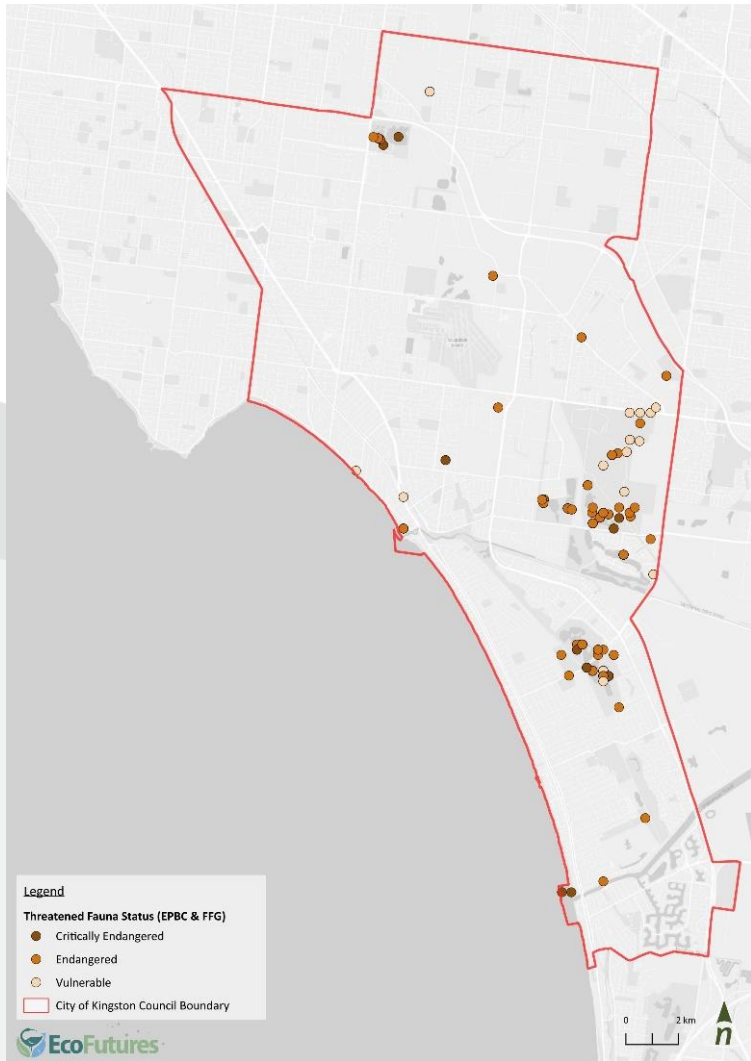 Legend
Threatened Fauna Status (EPBC & FFG)
Critically Endangered
Endangered
Vulnerable
City of Kingston Council Boundary
EcoFutures
0 2 km
n